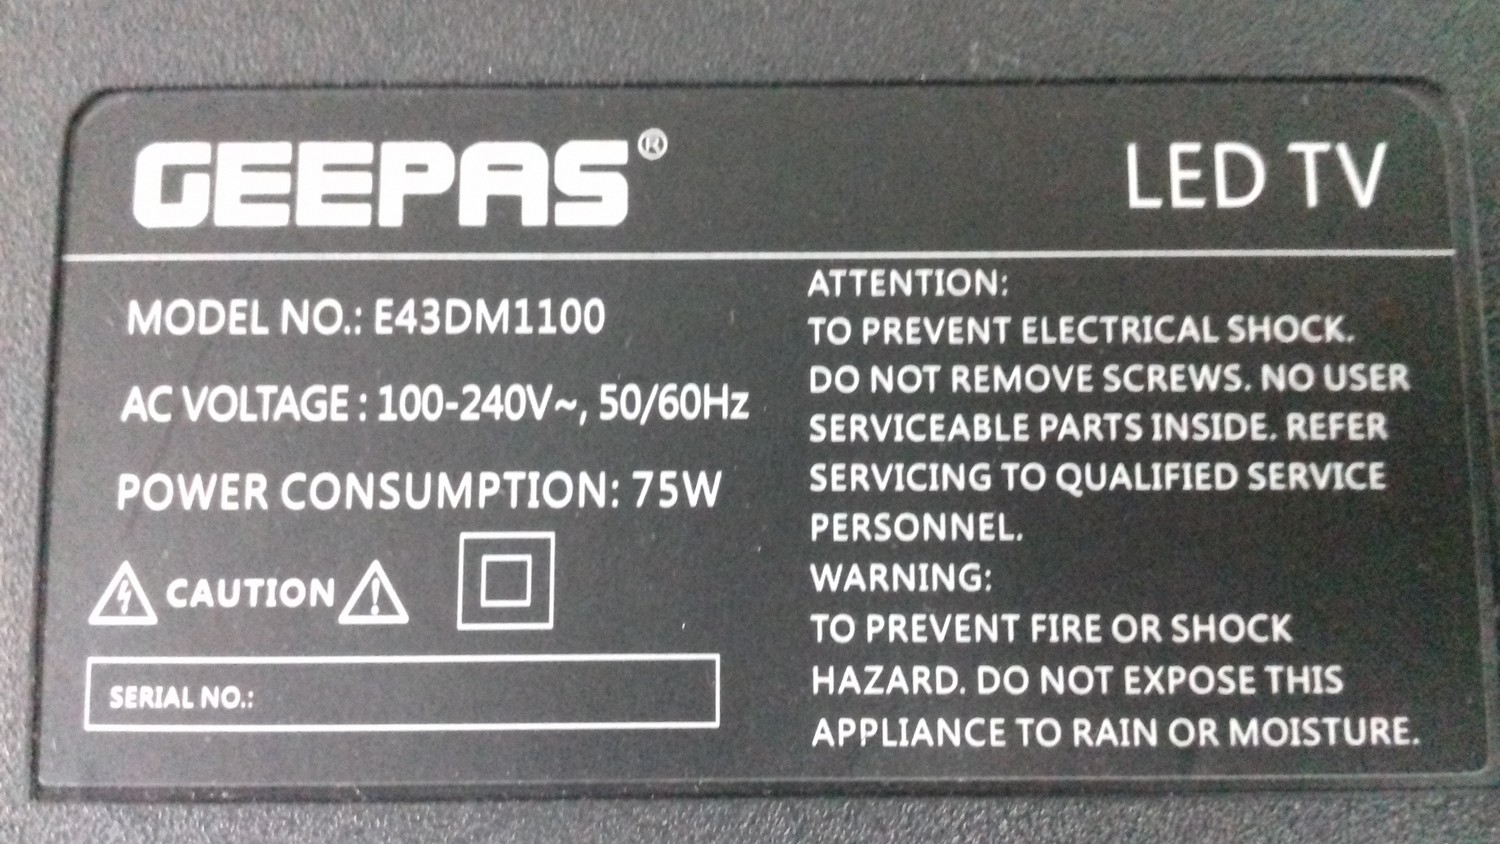 GEEPAS®
LED TV
MODEL NO.: E43DM1100
AC VOLTAGE : 100-240V~, 50/60Hz
POWER CONSUMPTION: 75W
CAUTION
SERIAL NO.:
ATTENTION:
TO PREVENT ELECTRICAL SHOCK.
DO NOT REMOVE SCREWS. NO USER
SERVICEABLE PARTS INSIDE. REFER
SERVICING TO QUALIFIED SERVICE
PERSONNEL.
WARNING:
TO PREVENT FIRE OR SHOCK
HAZARD. DO NOT EXPOSE THIS
APPLIANCE TO RAIN OR MOISTURE.